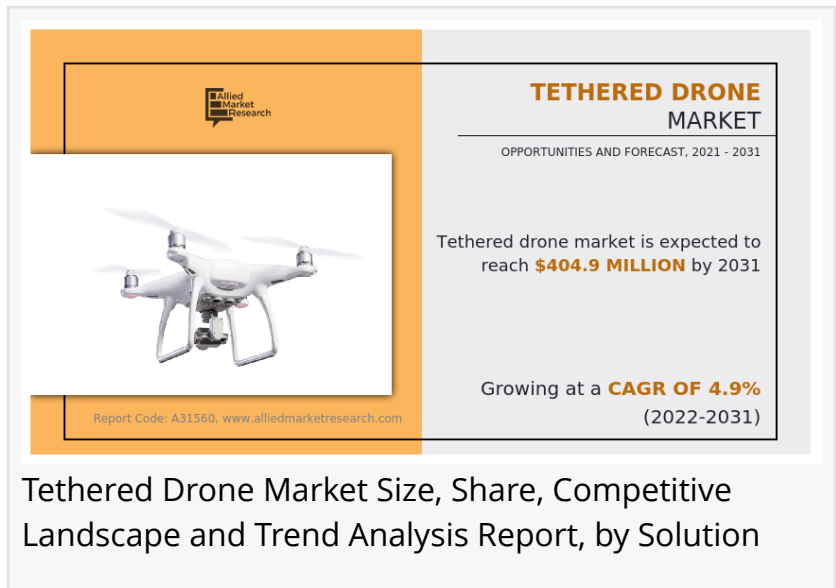 Allied
Market
Research
TETHERED DRONE
MARKET
OPPORTUNITIES AND FORECAST, 2021 - 2031
Tethered drone market is expected to
reach $404.9 MILLION by 2031
Growing at a CAGR OF 4.9%
(2022-2031)
Report Code: A31560, www.alliedmarketresearch.com
Tethered Drone Market Size, Share, Competitive
Landscape and Trend Analysis Report, by Solution